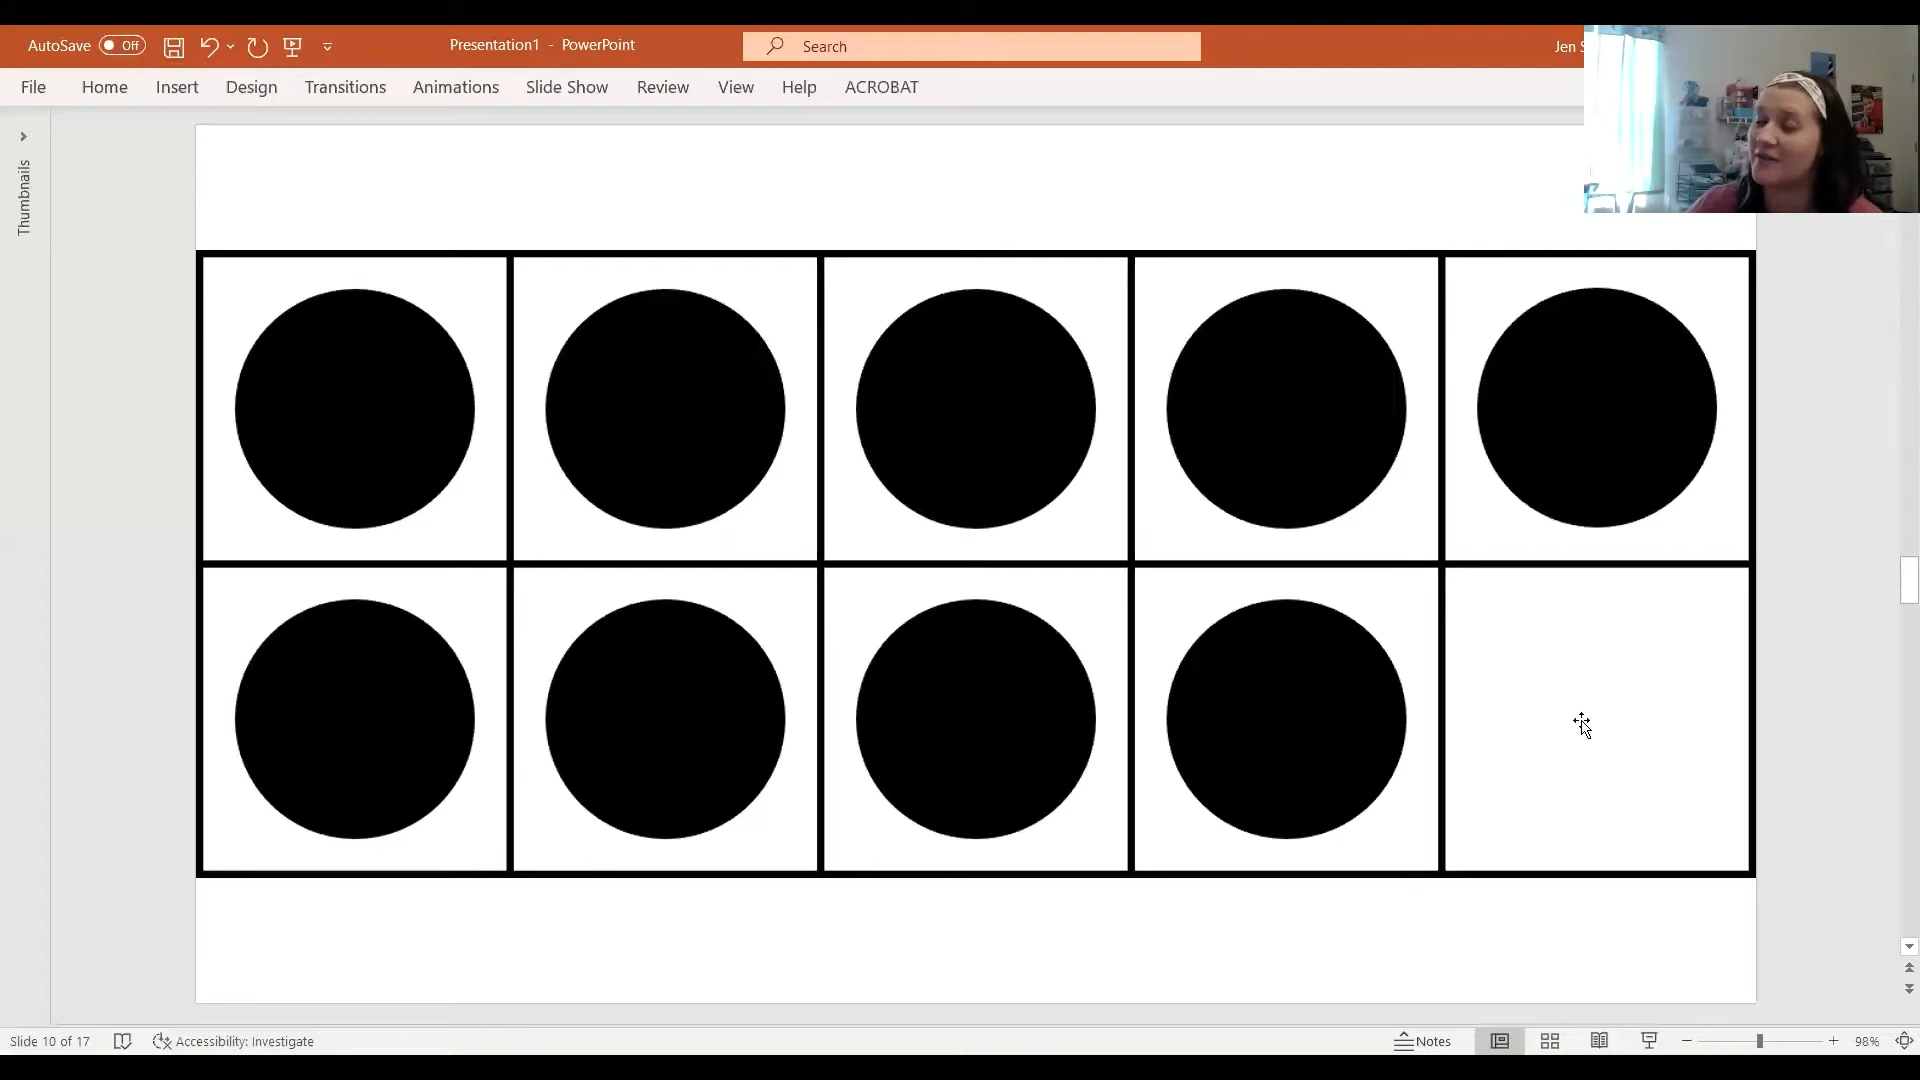 AutoSave Off
Presentation1 - PowerPoint
Search
Jen S
File Home Insert Design Transitions Animations Slide Show Review View Help ACROBAT
Thumbnails
Slide 10 of 17
Accessibility: Investigate
Notes
98%